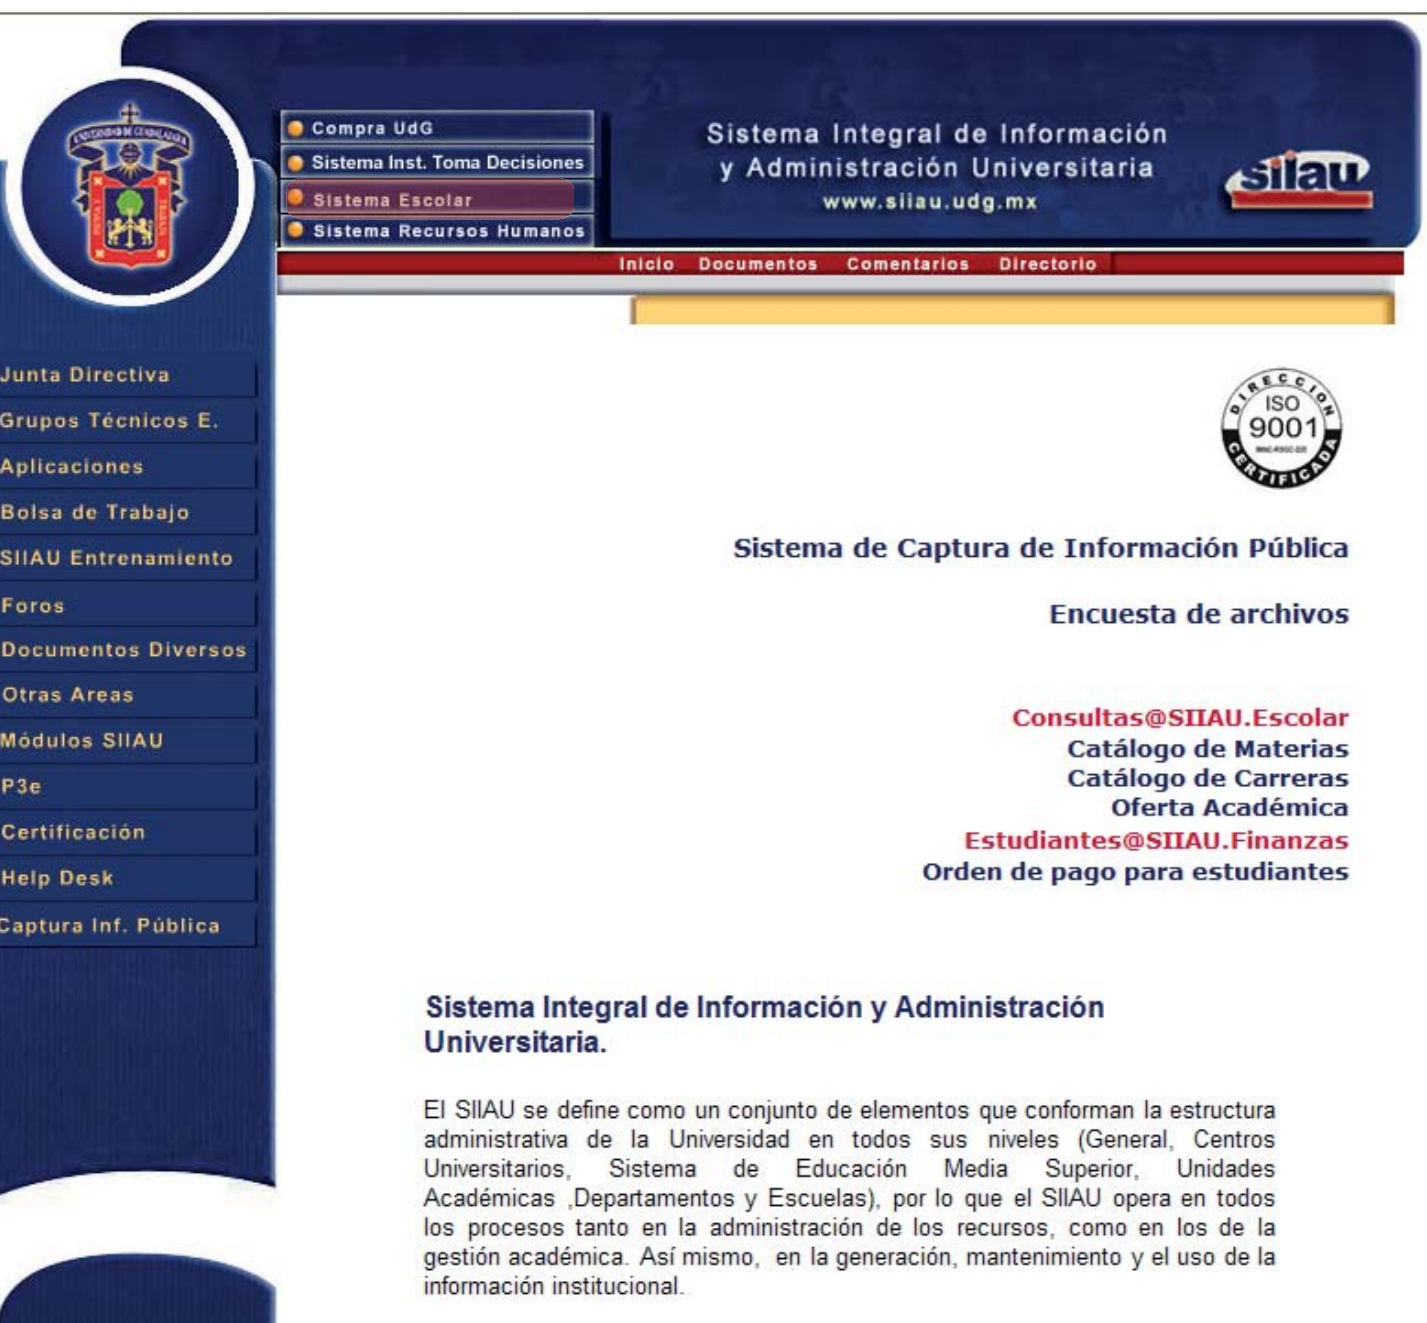 UNIVERSIDAD DE GUADALAJARA
PIENSA Y
TRABAJA
Compra UdG
Sistema Inst. Toma Decisiones
Sistema Escolar
Sistema Recursos Humanos
Sistema Integral de Información
y Administración Universitaria
www.siiau.udg.mx
siiau
Inicio Documentos Comentarios Directorio
Junta Directiva
Grupos Técnicos E.
Aplicaciones
Bolsa de Trabajo
SIIAU Entrenamiento
Foros
Documentos Diversos
Otras Areas
Módulos SIIAU
P3e
Certificación
Help Desk
Captura Inf. Pública
DIRECCION
ISO
9001
CERTIFICADA
Sistema de Captura de Información Pública
Encuesta de archivos
Consultas@SIIAU.Escolar
Catálogo de Materias
Catálogo de Carreras
Oferta Académica
Estudiantes@SIIAU.Finanzas
Orden de pago para estudiantes
Sistema Integral de Información y Administración
Universitaria.
El SIIAU se define como un conjunto de elementos que conforman la estructura
administrativa de la Universidad en todos sus niveles (General, Centros
Universitarios, Sistema de Educación Media Superior, Unidades
Académicas ,Departamentos y Escuelas), por lo que el SIIAU opera en todos
los procesos tanto en la administración de los recursos, como en los de la
gestión académica. Así mismo, en la generación, mantenimiento y el uso de la
información institucional.